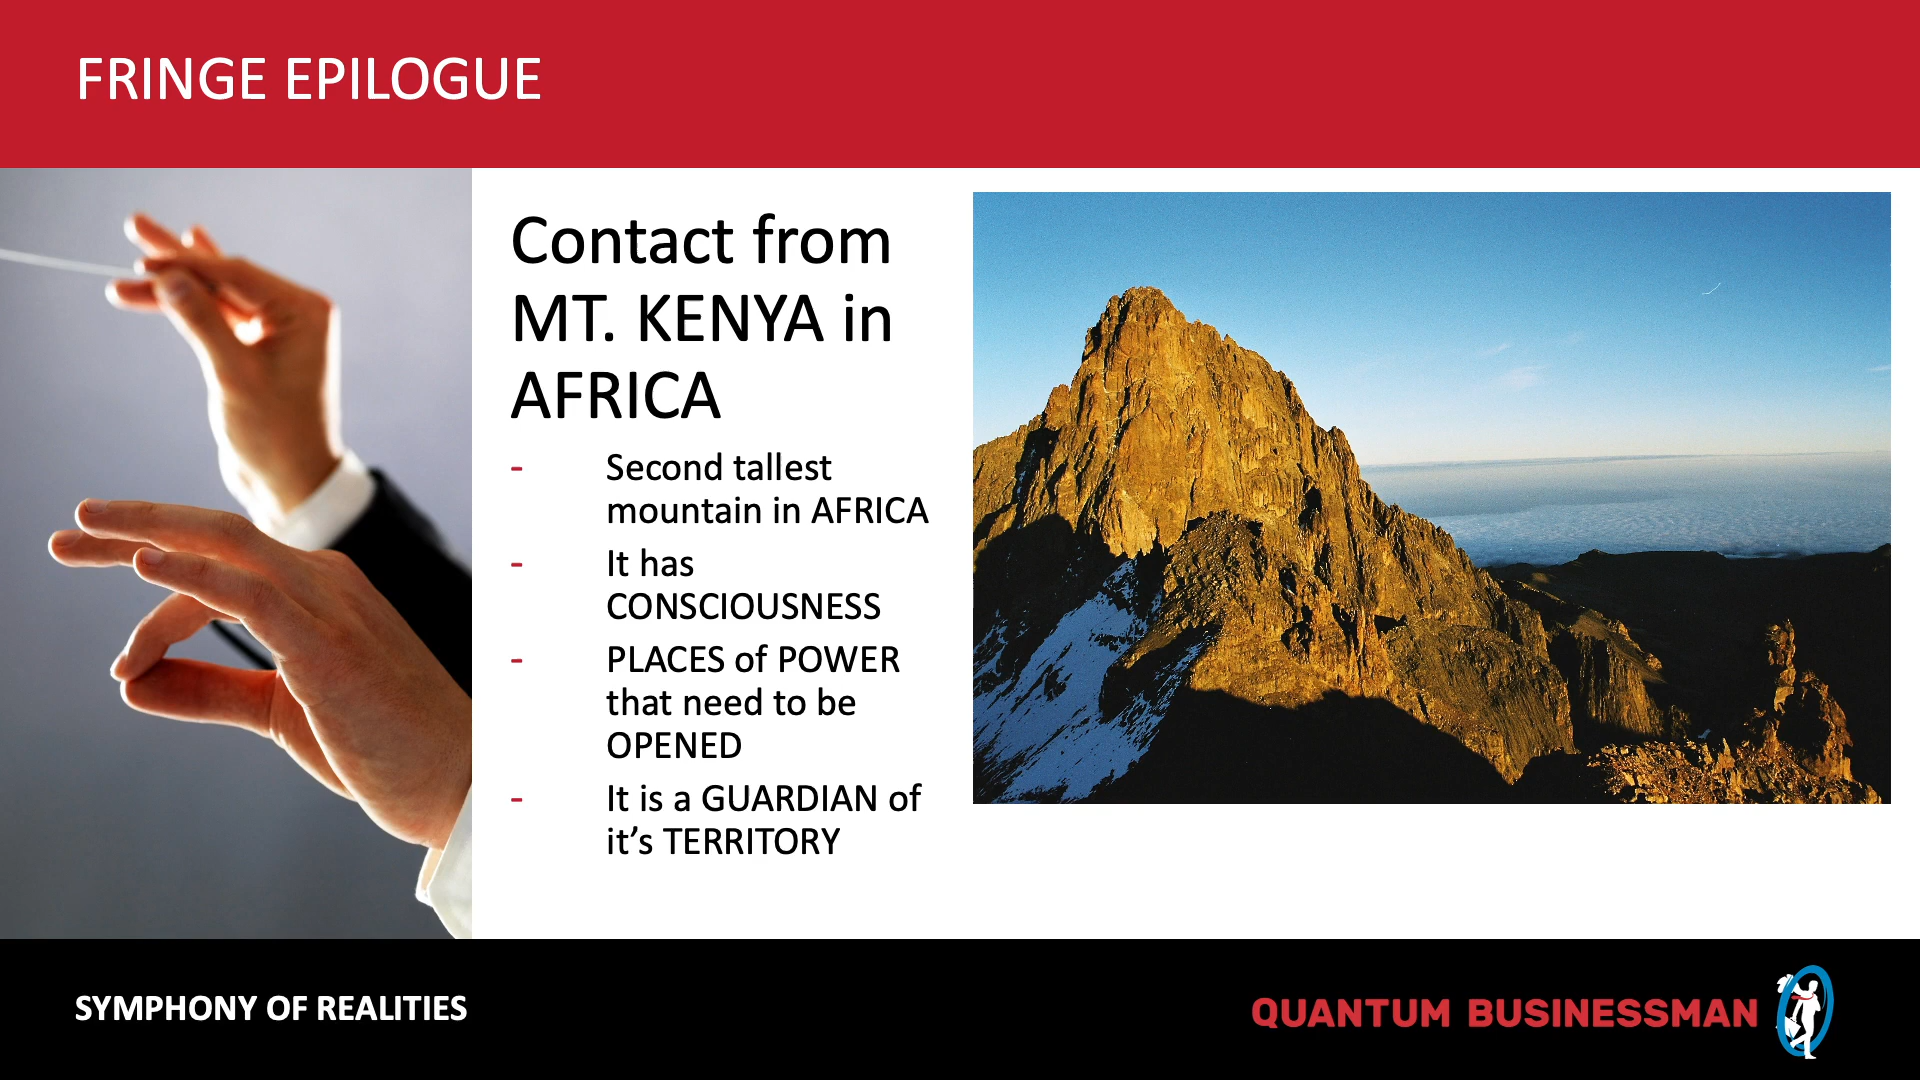 FRINGE EPILOGUE
Contact from
MT. KENYA in
AFRICA
- Second tallest
mountain in AFRICA
- It has
CONSCIOUSNESS
- PLACES of POWER
that need to be
OPENED
- It is a GUARDIAN of
it’s TERRITORY
SYMPHONY OF REALITIES
QUANTUM BUSINESSMAN